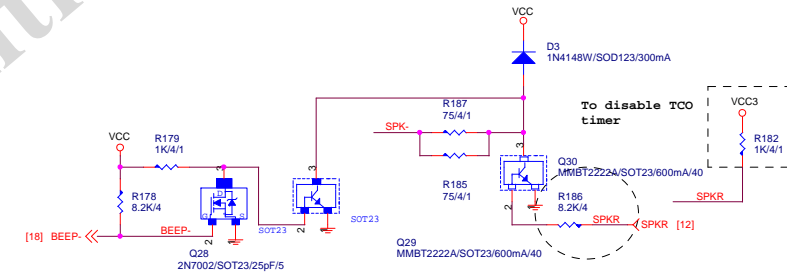 VCC
D3
1N4148W/SOD123/300mA
R187
75/4/1
To disable TCO
timer
VCC3
R182
1K/4/1
VCC
R179
1K/4/1
SPK-
3
Q30
MMBT2222A/SOT23/600mA/40
R178
8.2K/4
3
D
G
S
3
R185
75/4/1
R186
8.2K/4
SPKR
SPKR
SPKR [12]
[18] BEEP-
BEEP-
2
SOT23
2
SOT23
2
Q28
2N7002/SOT23/25pF/5
Q29
MMBT2222A/SOT23/600mA/40